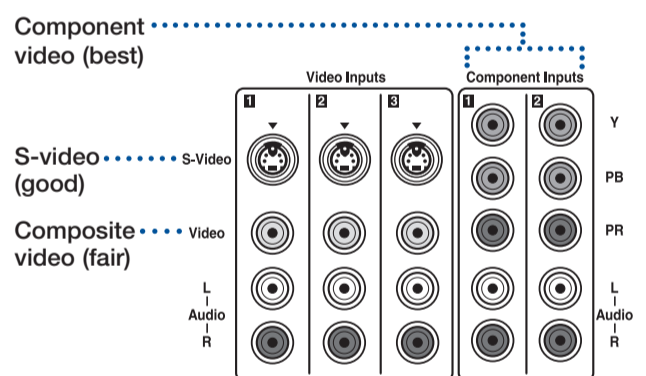 Component
video (best)
Video Inputs
Component Inputs
1
2
3
1
2
Y
S-video
(good)
S-Video
PB
Composite
video (fair)
Video
PR
L
Audio
R
L
Audio
R